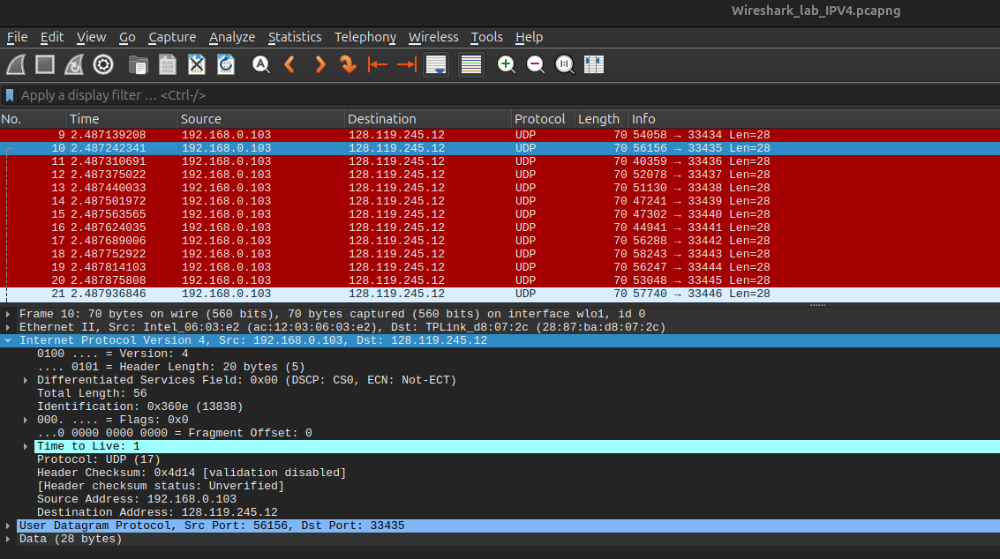 Wireshark_lab_IPV4.pcapng
File Edit View Go Capture Analyze Statistics Telephony Wireless Tools Help
Apply a display filter … <Ctrl-/>
No. Time Source Destination Protocol Length Info
9 2.487139208 192.168.0.103 128.119.245.12 UDP 70 54058 → 33434 Len=28
10 2.487242341 192.168.0.103 128.119.245.12 UDP 70 56156 → 33435 Len=28
11 2.487310691 192.168.0.103 128.119.245.12 UDP 70 40359 → 33436 Len=28
12 2.487375022 192.168.0.103 128.119.245.12 UDP 70 52078 → 33437 Len=28
13 2.487440033 192.168.0.103 128.119.245.12 UDP 70 51130 → 33438 Len=28
14 2.487501972 192.168.0.103 128.119.245.12 UDP 70 47241 → 33439 Len=28
15 2.487563565 192.168.0.103 128.119.245.12 UDP 70 47302 → 33440 Len=28
16 2.487624035 192.168.0.103 128.119.245.12 UDP 70 44941 → 33441 Len=28
17 2.487689006 192.168.0.103 128.119.245.12 UDP 70 56288 → 33442 Len=28
18 2.487752922 192.168.0.103 128.119.245.12 UDP 70 58243 → 33443 Len=28
19 2.487814103 192.168.0.103 128.119.245.12 UDP 70 56247 → 33444 Len=28
20 2.487875808 192.168.0.103 128.119.245.12 UDP 70 53048 → 33445 Len=28
21 2.487936846 192.168.0.103 128.119.245.12 UDP 70 57740 → 33446 Len=28
Frame 10: 70 bytes on wire (560 bits), 70 bytes captured (560 bits) on interface wlo1, id 0
Ethernet II, Src: Intel_06:03:e2 (ac:12:03:06:03:e2), Dst: TPLink_d8:07:2c (28:87:ba:d8:07:2c)
Internet Protocol Version 4, Src: 192.168.0.103, Dst: 128.119.245.12
0100 .... = Version: 4
.... 0101 = Header Length: 20 bytes (5)
Differentiated Services Field: 0x00 (DSCP: CS0, ECN: Not-ECT)
Total Length: 56
Identification: 0x360e (13838)
000. .... = Flags: 0x0
...0 0000 0000 0000 = Fragment Offset: 0
Time to Live: 1
Protocol: UDP (17)
Header Checksum: 0x4d14 [validation disabled]
[Header checksum status: Unverified]
Source Address: 192.168.0.103
Destination Address: 128.119.245.12
User Datagram Protocol, Src Port: 56156, Dst Port: 33435
Data (28 bytes)